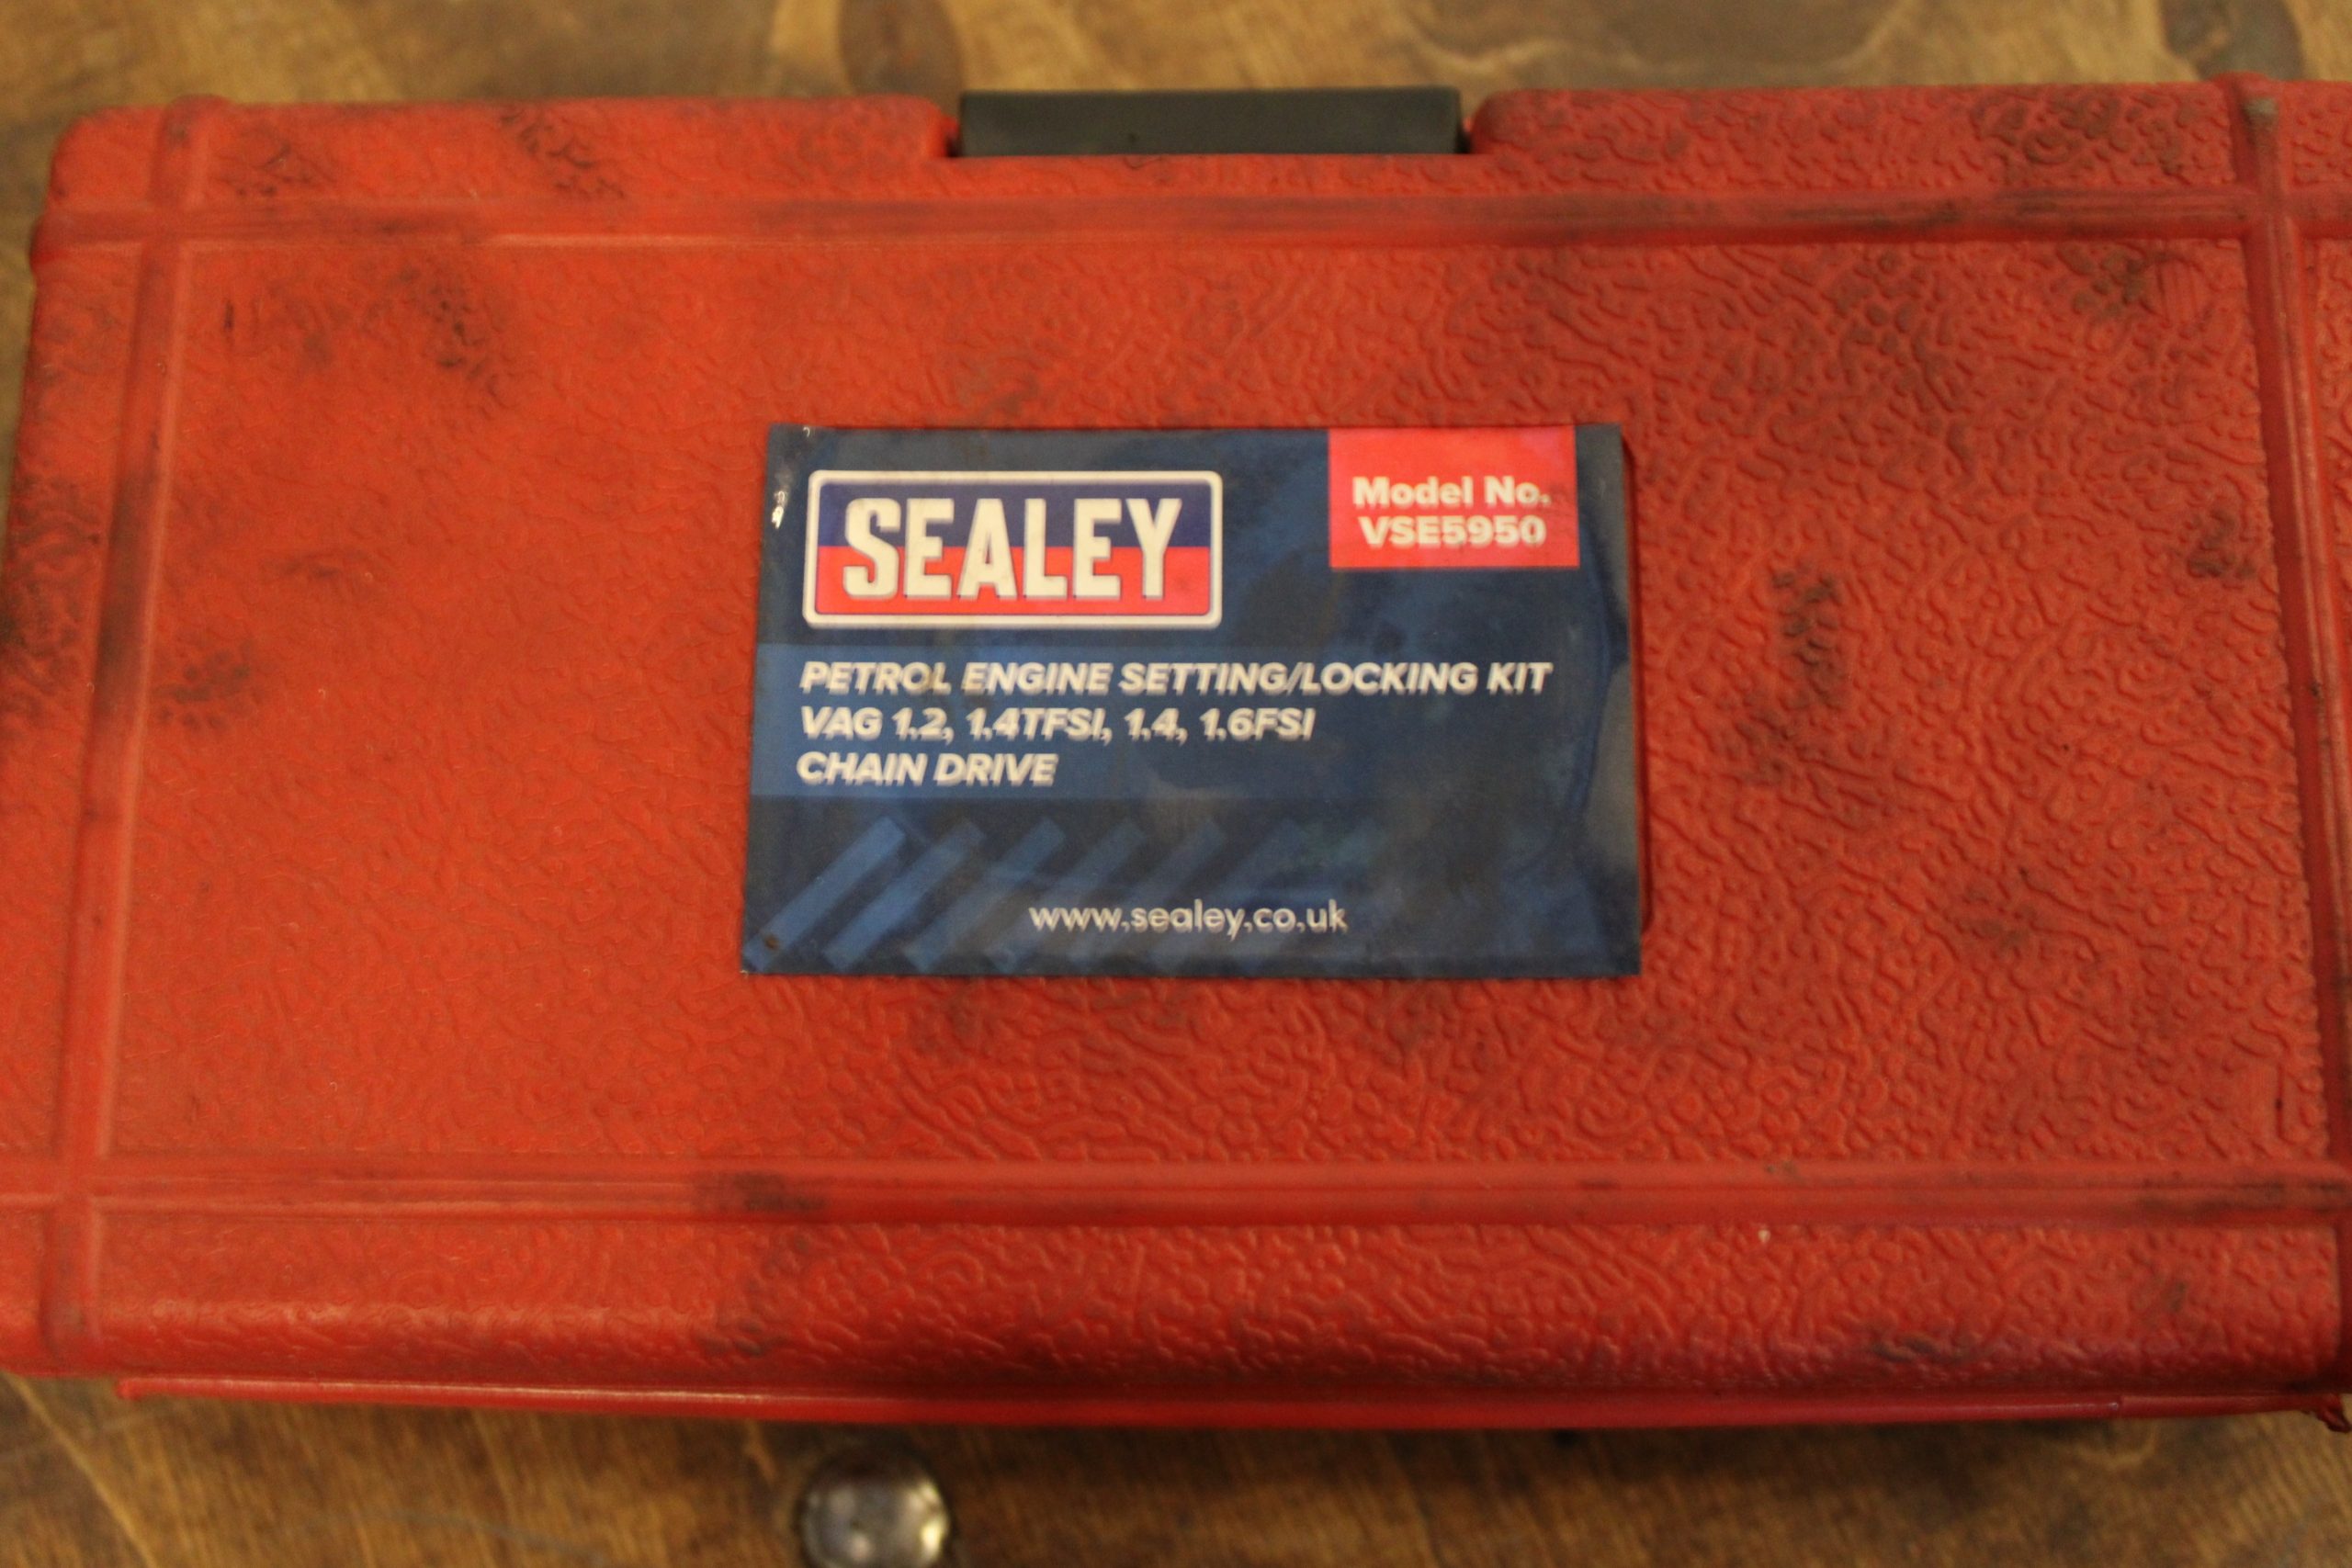 SEALEY
Model No.
VSE5950
PETROL ENGINE SETTING/LOCKING KIT
VAG 1.2, 1.4TFSI, 1.4, 1.6FSI
CHAIN DRIVE
www.sealey.co.uk